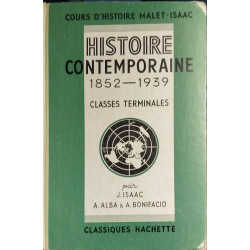 COURS D'HISTOIRE MALET-ISAAC
HISTOIRE
CONTEMPORAINE
1852-1939
CLASSES TERMINALES
par
J. ISAAC
A. ALBA & A. BONIFACIO
CLASSIQUES HACHETTE